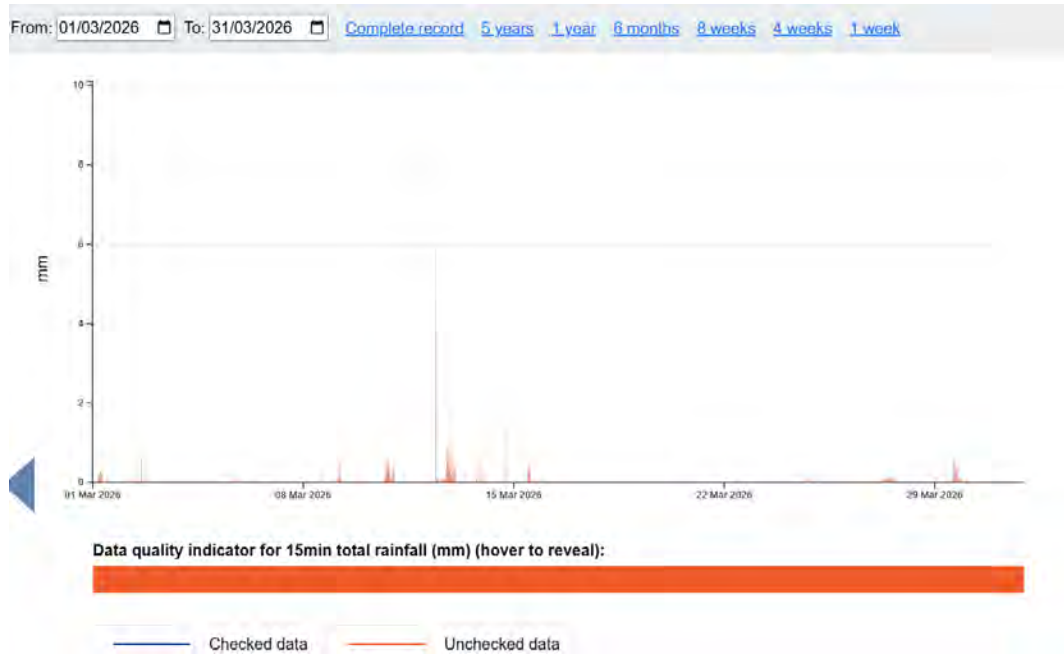 From: 01/03/2026 To: 31/03/2026 Complete record 5 years 1 year 6 months 8 weeks 4 weeks 1 week
10
8
6
mm
4
2
0
01 Mar 2026 08 Mar 2026 15 Mar 2026 22 Mar 2026 29 Mar 2026
Data quality indicator for 15min total rainfall (mm) (hover to reveal):
Checked data Unchecked data